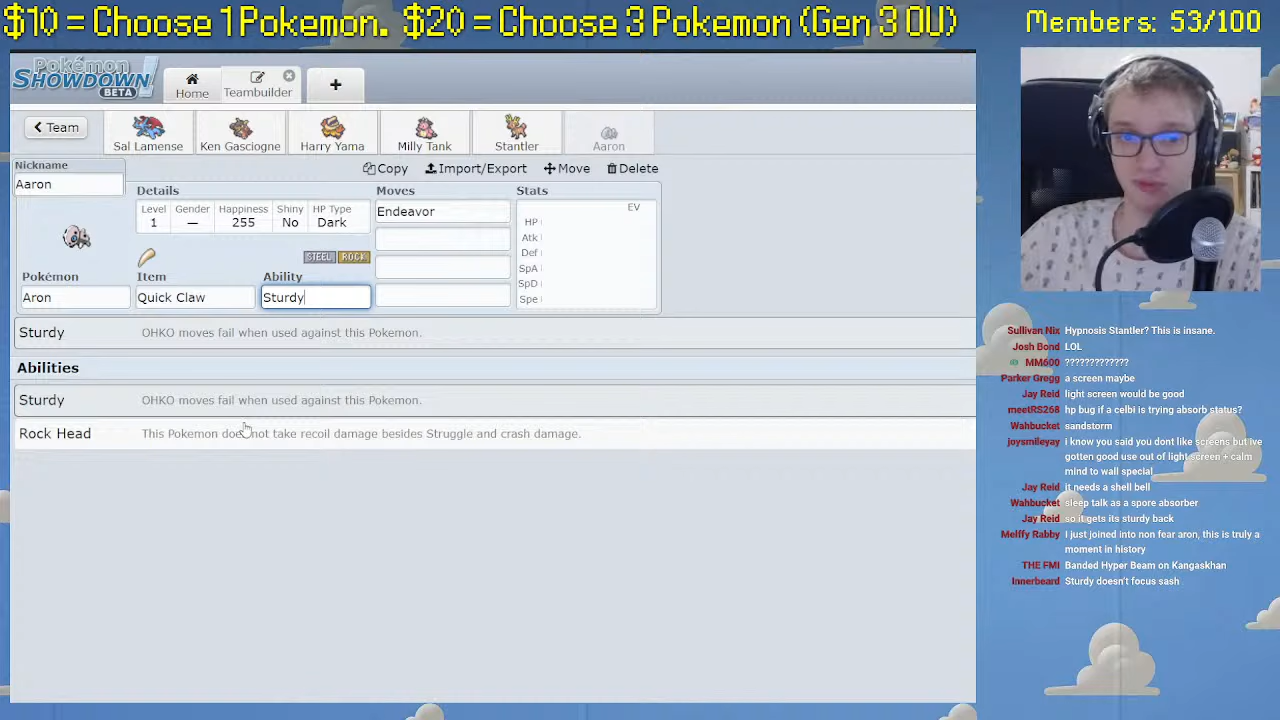 $10 = Choose 1 Pokemon. $20 = Choose 3 Pokemon (Gen 3 OU)
Members: 53/100
Pokémon
SHOWDOWN!
BETA
Home
Teambuilder
+
Team
Sal Lamense
Ken Gasciogne
Harry Yama
Milly Tank
Stantler
Aaron
Copy
Import/Export
Move
Delete
Nickname
Aaron
Details
Level
Gender
Happiness
Shiny
HP Type
1
—
255
No
Dark
STEEL
ROCK
Pokémon
Aron
Item
Quick Claw
Ability
Sturdy
Moves
Endeavor
Stats
EV
HP
Atk
Def
SpA
SpD
Spe
Sturdy
OHKO moves fail when used against this Pokemon.
Abilities
Sturdy
OHKO moves fail when used against this Pokemon.
Rock Head
This Pokemon does not take recoil damage besides Struggle and crash damage.
Sullivan Nix Hypnosis Stantler? This is insane.
Josh Bond LOL
MM600 ?????????????
Parker Gregg a screen maybe
Jay Reid light screen would be good
meetRS268 hp bug if a celbi is trying absorb status?
Wahbucket sandstorm
joysmileyay i know you said you dont like screens but ive
gotten good use out of light screen + calm
mind to wall special
Jay Reid it needs a shell bell
Wahbucket sleep talk as a spore absorber
Jay Reid so it gets its sturdy back
Melffy Rabby I just joined into non fear aron, this is truly a
moment in history
THE FMI Banded Hyper Beam on Kangaskhan
Innerbeard Sturdy doesn't focus sash